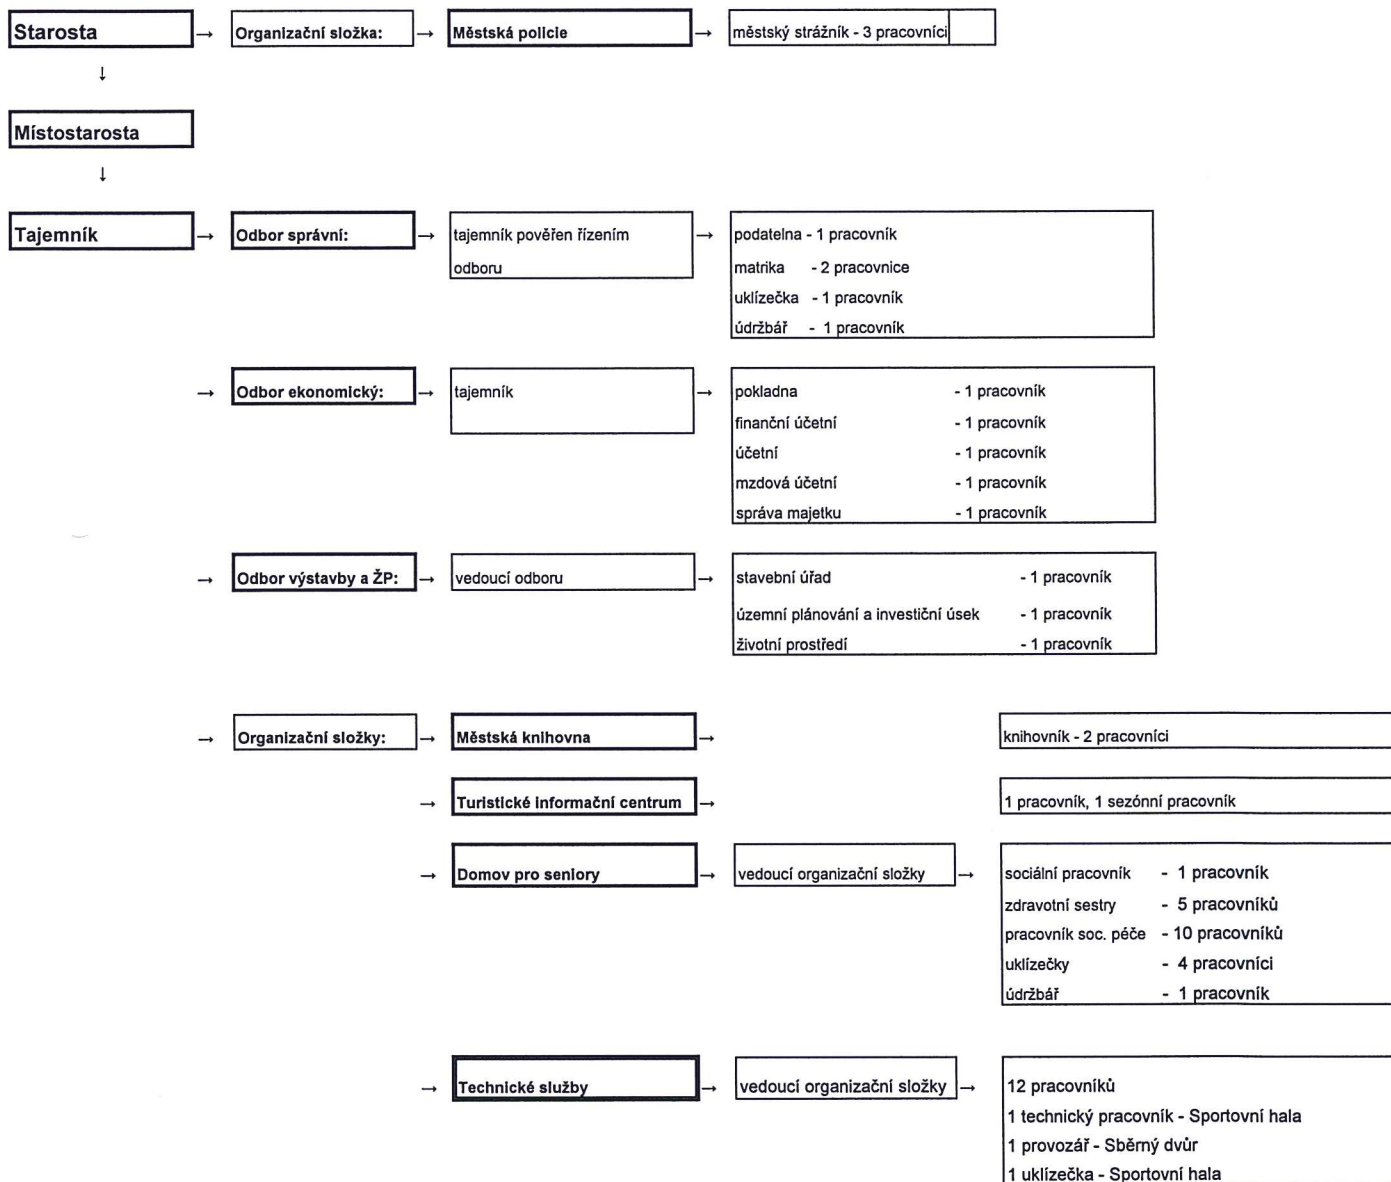 Starosta → Organizační složka: → Městská policie → městský strážník - 3 pracovníci
↓
Místostarosta
↓
Tajemník → Odbor správní: → tajemník pověřen řízením → podatelna - 1 pracovník
odboru matrika - 2 pracovnice
uklízečka - 1 pracovník
údržbář - 1 pracovník
→ Odbor ekonomický: → tajemník → pokladna - 1 pracovník
finanční účetní - 1 pracovník
účetní - 1 pracovník
mzdová účetní - 1 pracovník
správa majetku - 1 pracovník
→ Odbor výstavby a ŽP: → vedoucí odboru → stavební úřad - 1 pracovník
územní plánování a investiční úsek - 1 pracovník
životní prostředí - 1 pracovník
→ Organizační složky: → Městská knihovna → knihovník - 2 pracovníci
→ Turistické informační centrum → 1 pracovník, 1 sezónní pracovník
→ Domov pro seniory → vedoucí organizační složky → sociální pracovník - 1 pracovník
zdravotní sestry - 5 pracovníků
pracovník soc. péče - 10 pracovníků
uklízečky - 4 pracovníci
údržbář - 1 pracovník
→ Technické služby → vedoucí organizační složky → 12 pracovníků
1 technický pracovník - Sportovní hala
1 provozář - Sběrný dvůr
1 uklízečka - Sportovní hala